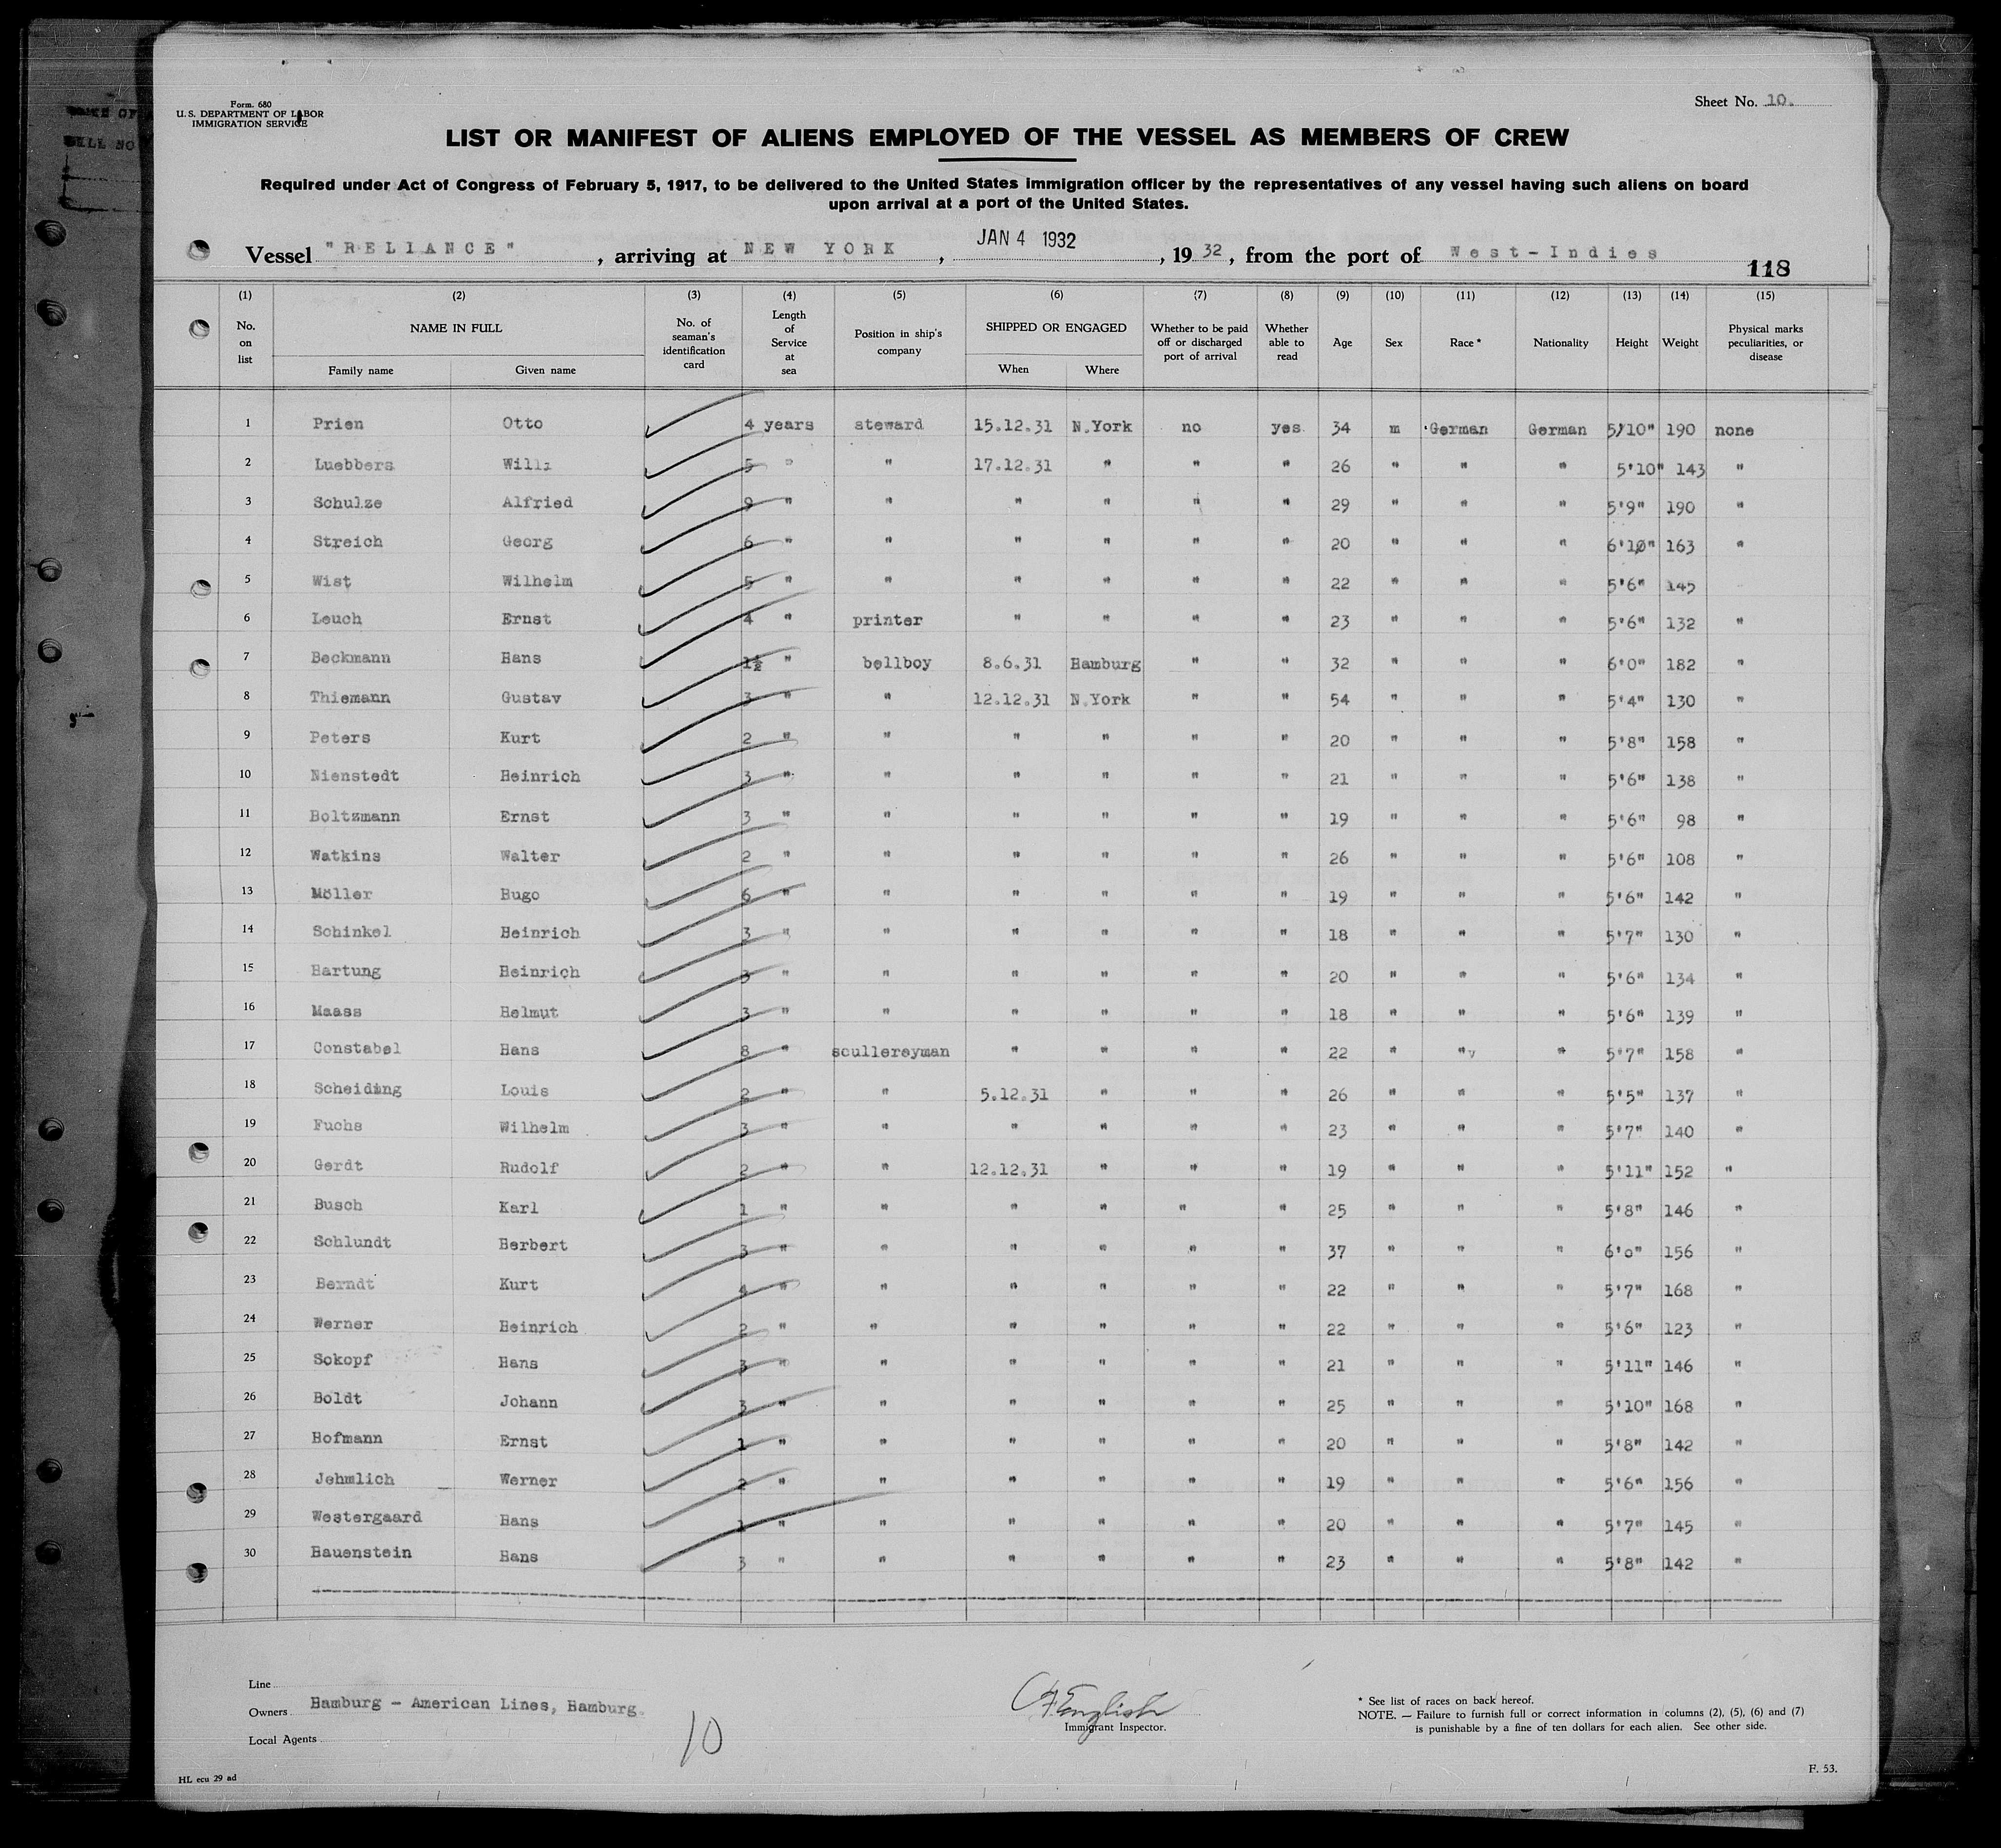 Form. 680
U. S. DEPARTMENT OF LABOR
IMMIGRATION SERVICE
Sheet No. 10.
LIST OR MANIFEST OF ALIENS EMPLOYED OF THE VESSEL AS MEMBERS OF CREW
Required under Act of Congress of February 5, 1917, to be delivered to the United States immigration officer by the representatives of any vessel having such aliens on board
upon arrival at a port of the United States.
Vessel "RELIANCE", arriving at NEW YORK, JAN 4 1932, 1932, from the port of West-Indies
118
(1) (2) (3) (4) (5) (6) (7) (8) (9) (10) (11) (12) (13) (14) (15)
No. on list NAME IN FULL Family name Given name No. of seaman's identification card Length of Service at sea Position in ship's company SHIPPED OR ENGAGED When Where Whether to be paid off or discharged port of arrival Whether able to read Age Sex Race * Nationality Height Weight Physical marks peculiarities, or disease
1 Prien Otto 4 years steward 15.12.31 N.York no yes 34 m German German 5/10" 190 none
2 Luebbers Willi 5 " " 17.12.31 " " " 26 " " " 5'10" 143 "
3 Schulze Alfried 9 " " " " " " 29 " " " 5'9" 190 "
4 Streich Georg 6 " " " " " " 20 " " " 6'10" 163 "
5 Wist Wilhelm 5 " " " " " " 22 " " " 5'6" 145
6 Leuch Ernst 4 " printer " " " " 23 " " " 5'6" 132 "
7 Beckmann Hans 1½ " bellboy 8.6.31 Hamburg " " 32 " " " 6'0" 182 "
8 Thiemann Gustav 3 " " 12.12.31 N.York " " 54 " " " 5'4" 130 "
9 Peters Kurt 2 " " " " " " 20 " " " 5'8" 158 "
10 Nienstedt Heinrich 3 " " " " " " 21 " " " 5'6" 138 "
11 Holtzmann Ernst 3 " " " " " " 19 " " " 5'6" 98 "
12 Watkins Walter 2 " " " " " " 26 " " " 5'6" 108 "
13 Möller Hugo 6 " " " " " " 19 " " " 5'6" 142 "
14 Schinkel Heinrich 3 " " " " " " 18 " " " 5'7" 130 "
15 Hartung Heinrich 3 " " " " " " 20 " " " 5'6" 134 "
16 Maass Helmut 3 " " " " " " 18 " " " 5'6" 139 "
17 Constabel Hans 8 " scullereyman " " " " 22 " " " 5'7" 158 "
18 Scheiding Louis 2 " " 5.12.31 " " " 26 " " " 5'5" 137 "
19 Fuchs Wilhelm 3 " " " " " " 23 " " " 5'7" 140 "
20 Gerdt Rudolf 2 " " 12.12.31 " " " 19 " " " 5'11" 152 "
21 Busch Karl 1 " " " " " " 25 " " " 5'8" 146 "
22 Schlundt Herbert 3 " " " " " " 37 " " " 6'o" 156 "
23 Berndt Kurt 4 " " " " " " 22 " " " 5'7" 168 "
24 Werner Heinrich 2 " " " " " " 22 " " " 5'6" 123 "
25 Sokopf Hans 3 " " " " " " 21 " " " 5'11" 146 "
26 Boldt Johann 3 " " " " " " 25 " " " 5'10" 168 "
27 Hofmann Ernst 1 " " " " " " 20 " " " 5'8" 142 "
28 Jehmlich Werner 2 " " " " " " 19 " " " 5'6" 156 "
29 Westergaard Hans 1 " " " " " " 20 " " " 5'7" 145 "
30 Hauenstein Hans 3 " " " " " " 23 " " " 5'8" 142 "
Line
Owners Hamburg - American Lines, Hamburg.
Local Agents
10
English
Immigrant Inspector.
* See list of races on back hereof.
NOTE. — Failure to furnish full or correct information in columns (2), (5), (6) and (7)
is punishable by a fine of ten dollars for each alien. See other side.
HL ecu 29 ad
F. 53.